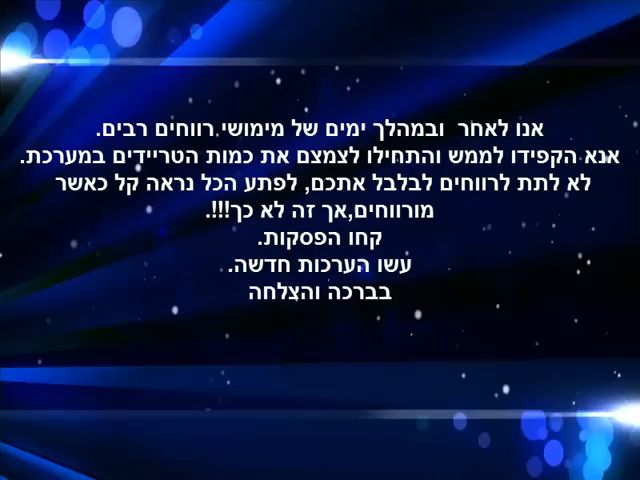 אנו לאחר  ובמהלך ימים של מימושי רווחים רבים.
אנא הקפידו לממש והתחילו לצמצם את כמות הטריידים במערכת.
לא לתת לרווחים לבלבל אתכם, לפתע הכל נראה קל כאשר
מורווחים,אך זה לא כך!!!.
קחו הפסקות.
עשו הערכות חדשה.
בברכה והצלחה